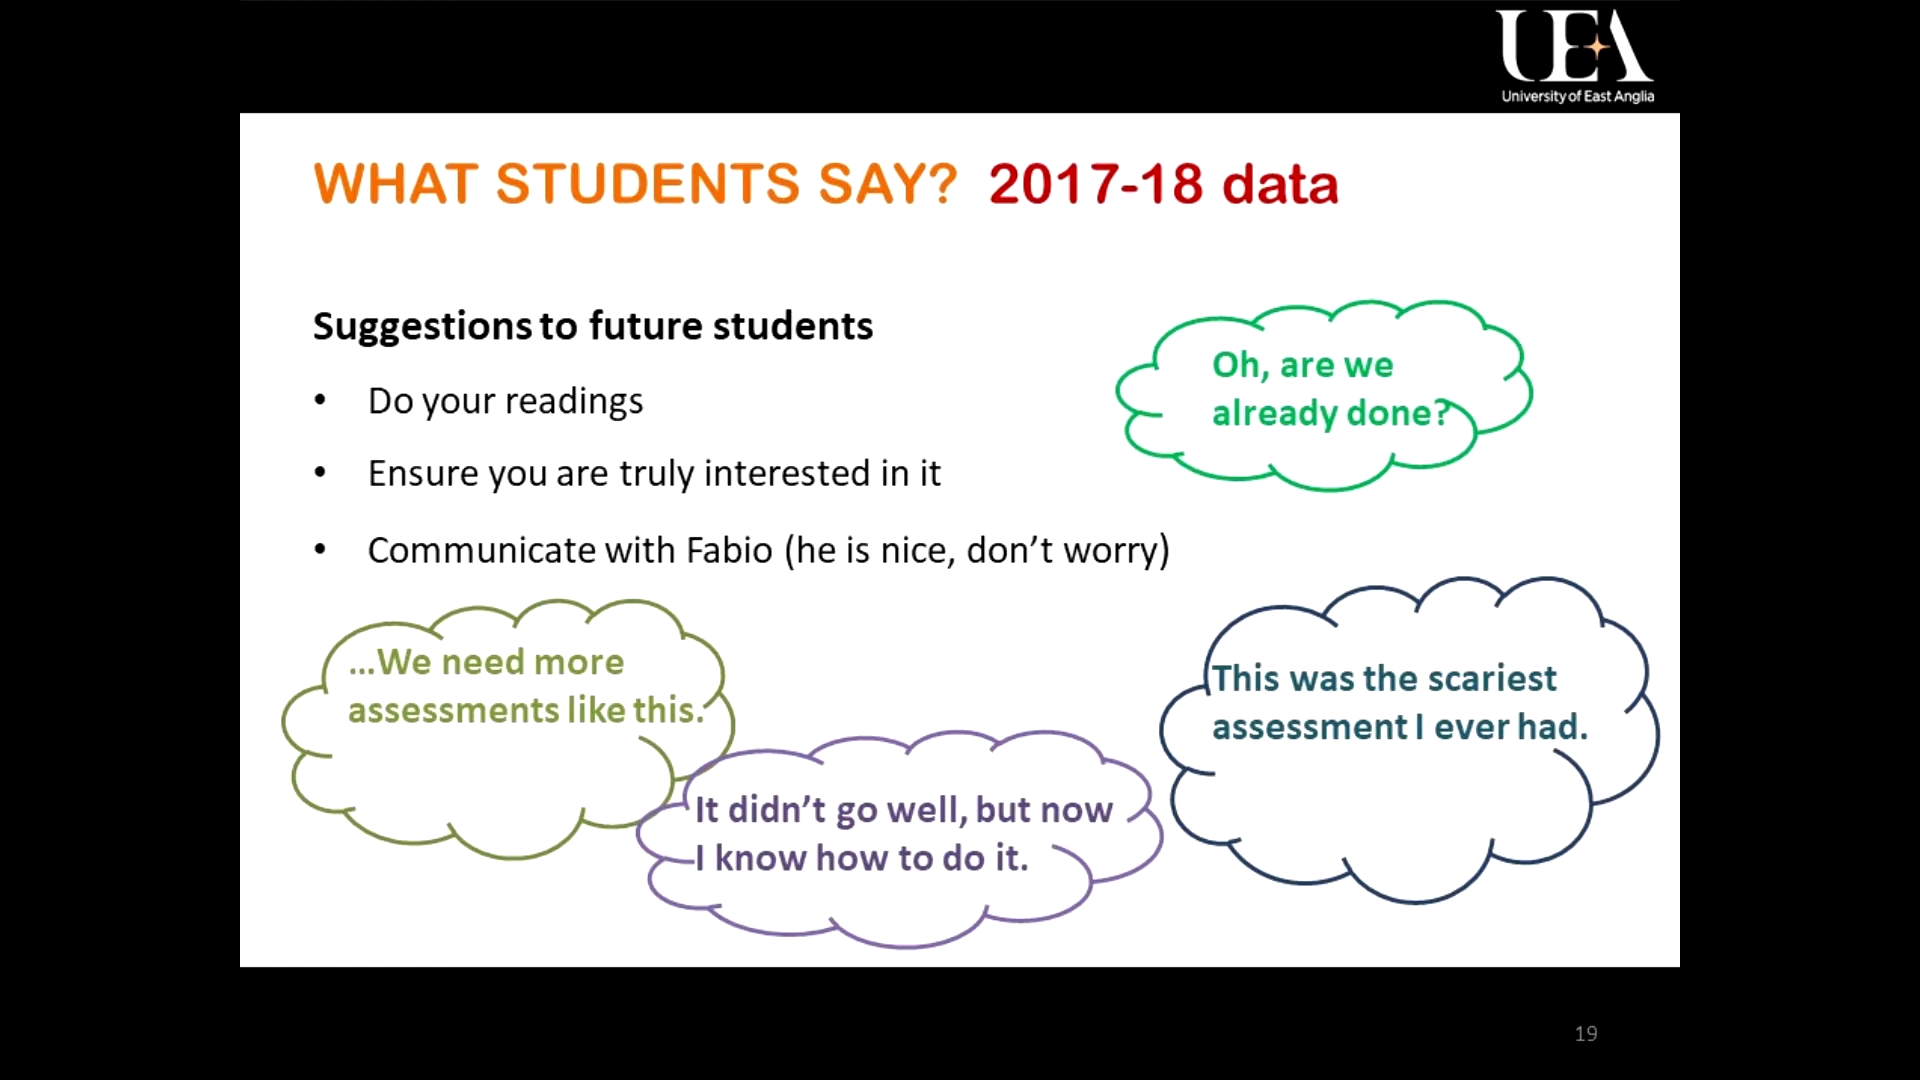 UEA
University of East Anglia
WHAT STUDENTS SAY? 2017-18 data
Suggestions to future students
• Do your readings
• Ensure you are truly interested in it
• Communicate with Fabio (he is nice, don’t worry)
Oh, are we
already done?
...We need more
assessments like this.
It didn’t go well, but now
I know how to do it.
This was the scariest
assessment I ever had.
19